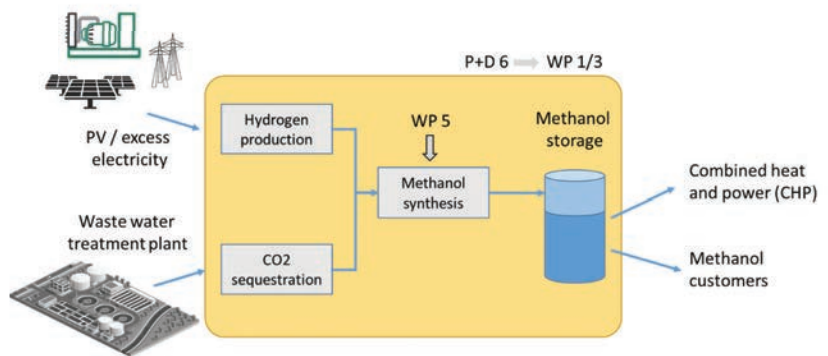 P+D 6 WP 1/3
PV / excess
electricity
Hydrogen
production
WP 5
Methanol
storage
Methanol
synthesis
Combined heat
and power (CHP)
Waste water
treatment plant
CO2
sequestration
Methanol
customers